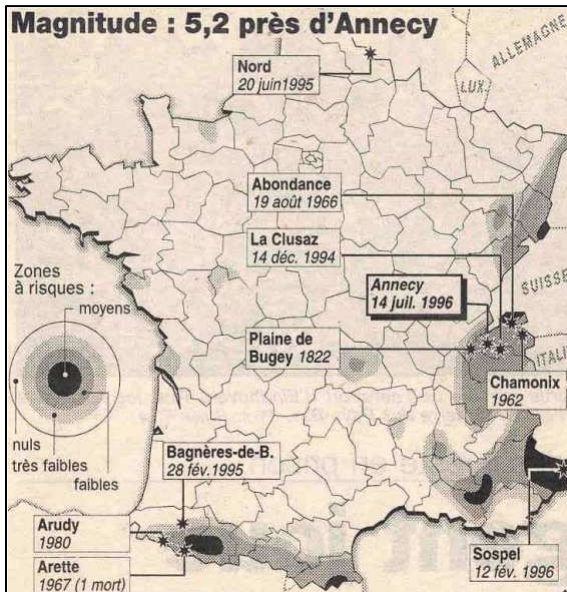 Magnitude : 5,2 près d'Annecy
ALLEMAGNE
Nord
20 juin 1995
LUX.
Abondance
19 août 1966
La Clusaz
14 déc. 1994
Annecy
14 juil. 1996
SUISSE
Plaine de
Bugey 1822
ITALI
Chamonix
1962
Zones
à risques :
moyens
nuls
très faibles
faibles
Bagnères-de-B.
28 fév. 1995
Arudy
1980
Arette
1967 (1 mort)
Sospel
12 fév. 1996